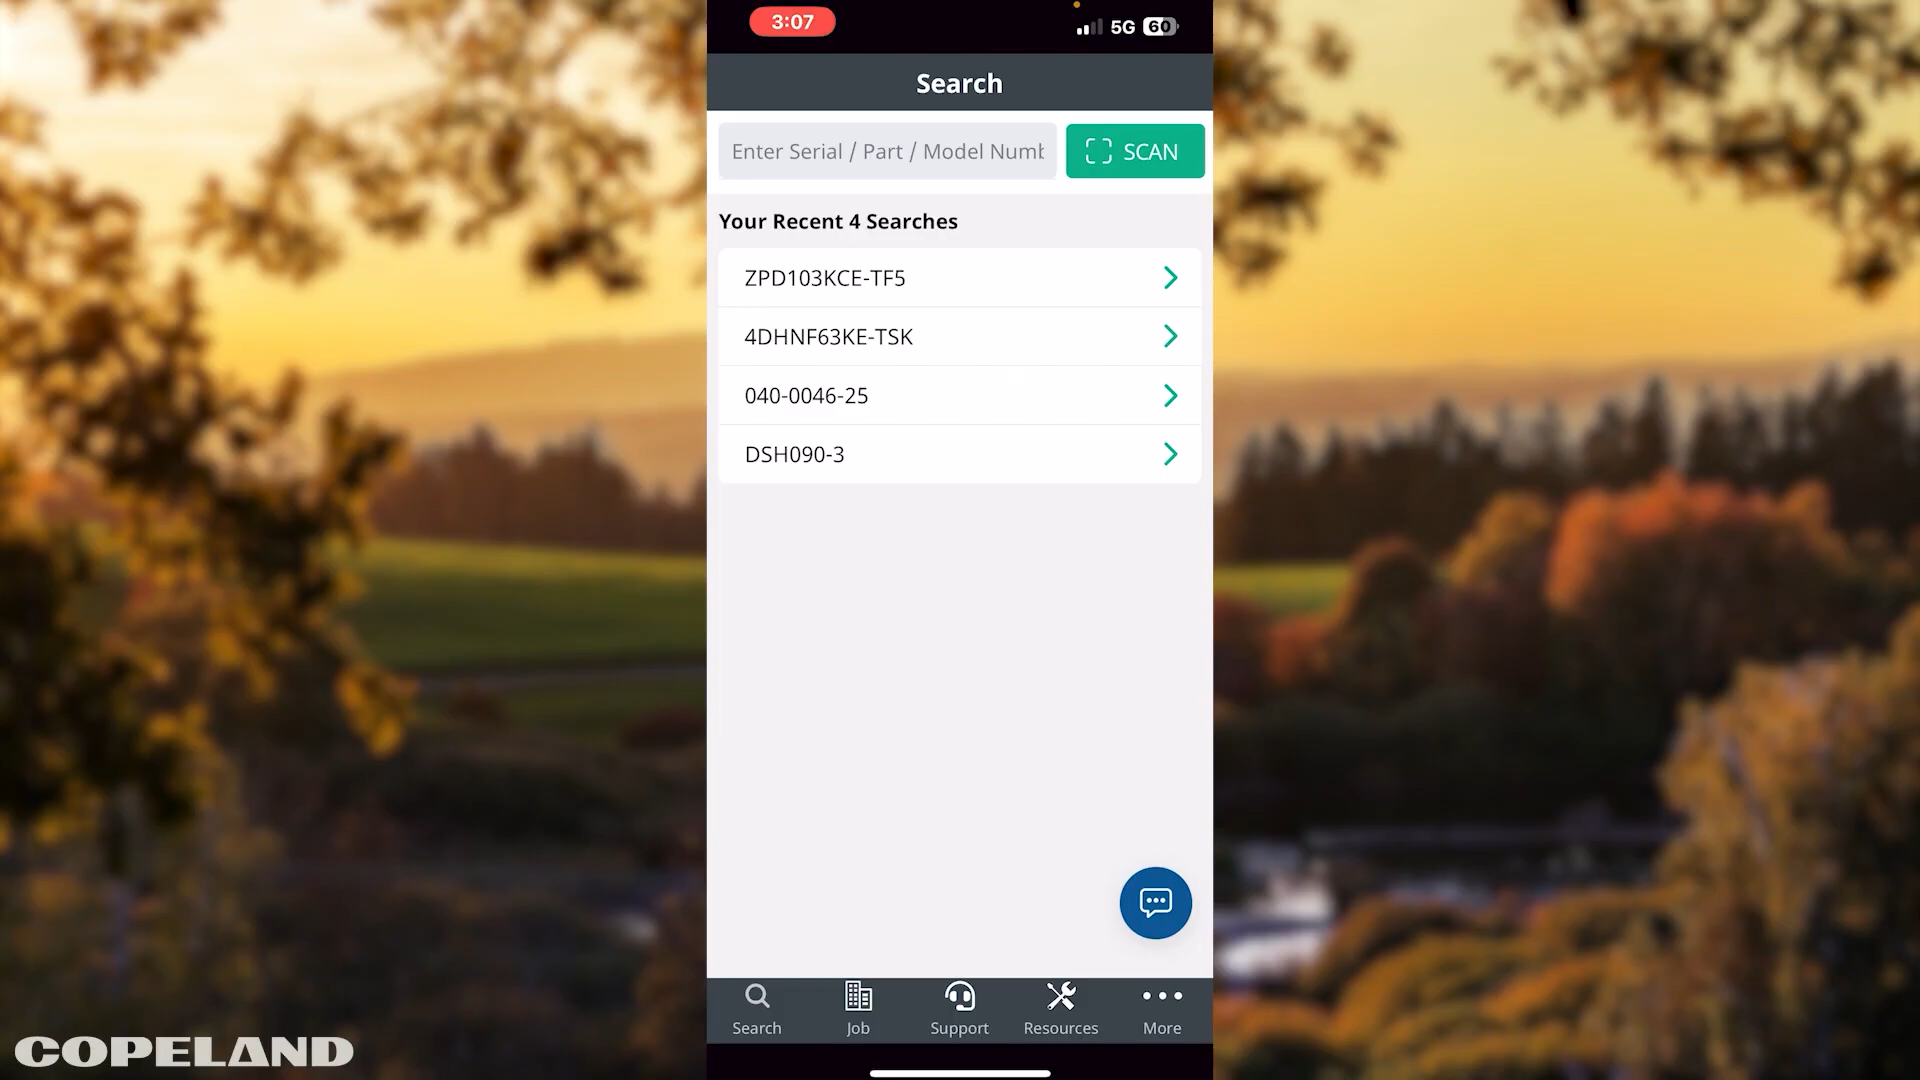 3:07
5G 60
Search
Enter Serial / Part / Model Numb
SCAN
Your Recent 4 Searches
ZPD103KCE-TF5
4DHNF63KE-TSK
040-0046-25
DSH090-3
Search
Job
Support
Resources
More
COPELAND